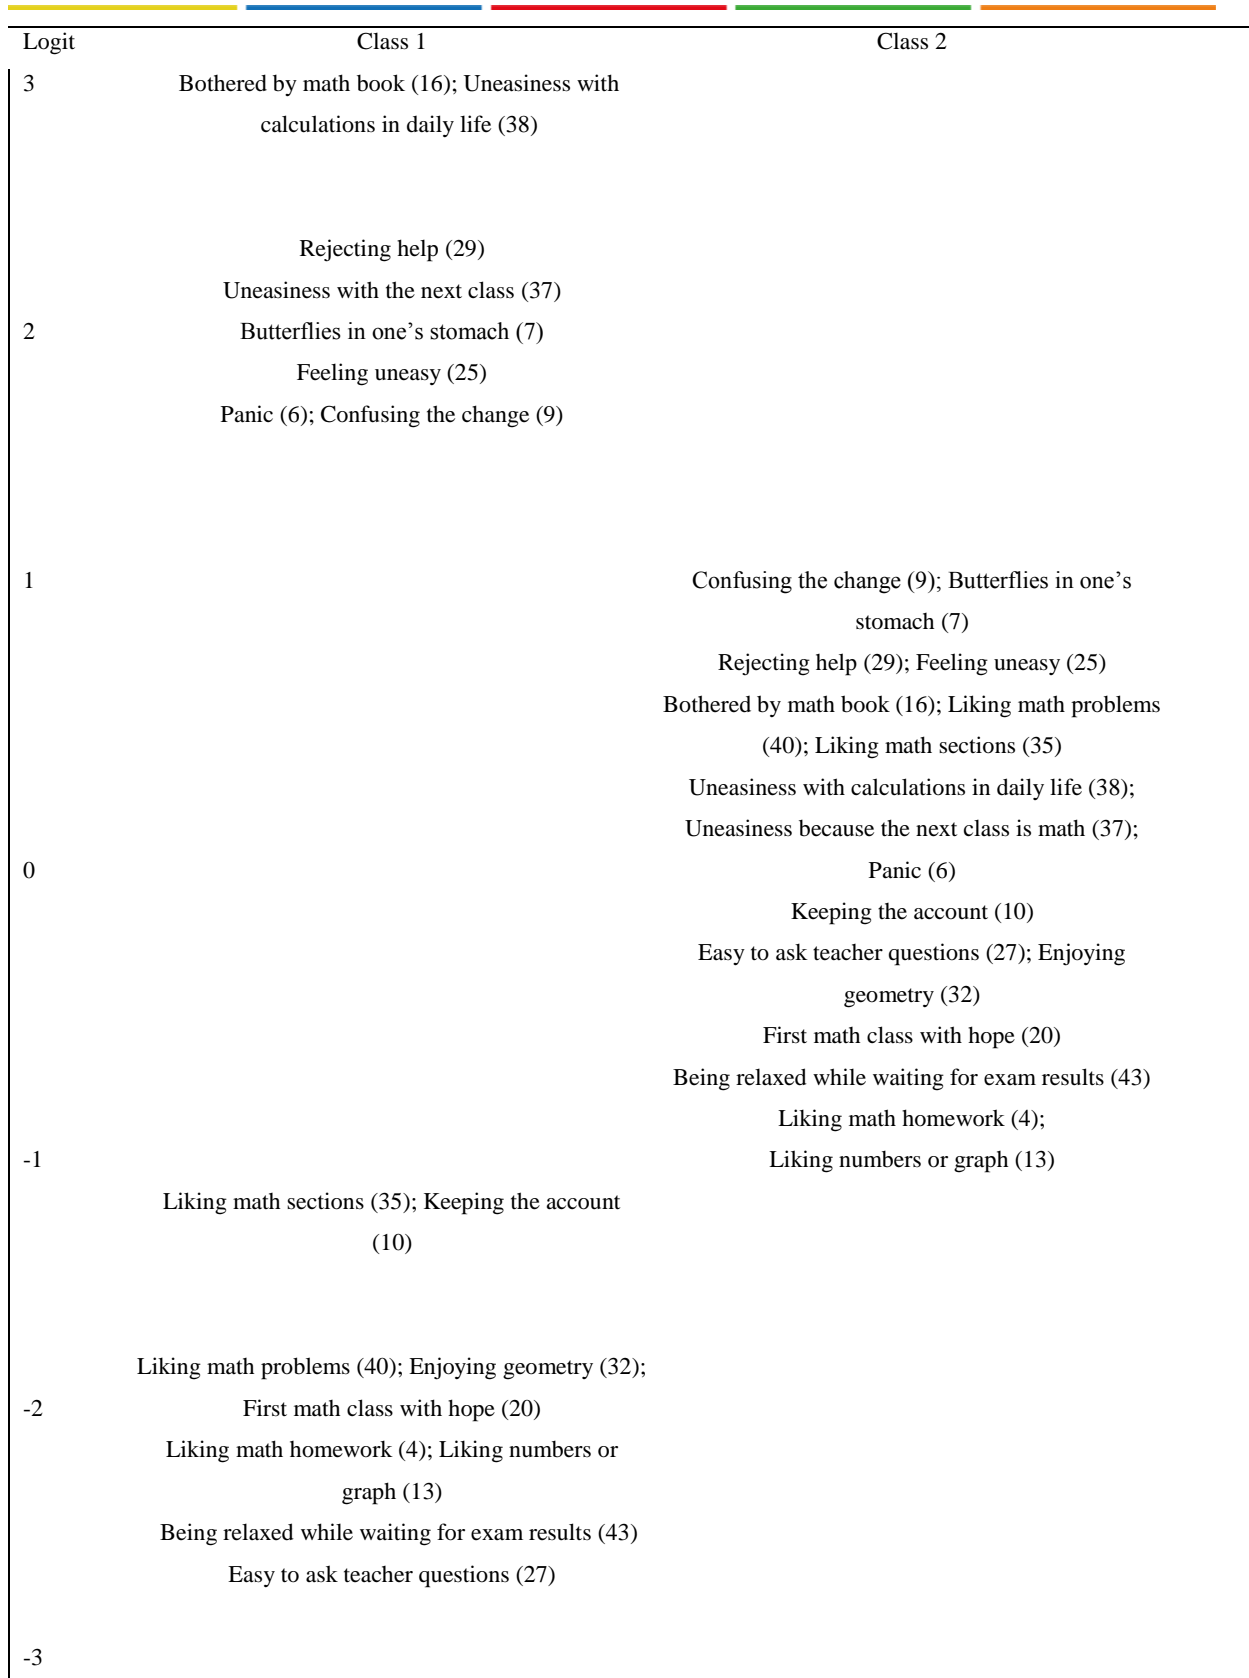 Logit Class 1 Class 2
3 Bothered by math book (16); Uneasiness with
calculations in daily life (38)
Rejecting help (29)
Uneasiness with the next class (37)
2 Butterflies in one’s stomach (7)
Feeling uneasy (25)
Panic (6); Confusing the change (9)
1 Confusing the change (9); Butterflies in one’s
stomach (7)
Rejecting help (29); Feeling uneasy (25)
Bothered by math book (16); Liking math problems
(40); Liking math sections (35)
Uneasiness with calculations in daily life (38);
Uneasiness because the next class is math (37);
0 Panic (6)
Keeping the account (10)
Easy to ask teacher questions (27); Enjoying
geometry (32)
First math class with hope (20)
Being relaxed while waiting for exam results (43)
Liking math homework (4);
-1 Liking numbers or graph (13)
Liking math sections (35); Keeping the account
(10)
Liking math problems (40); Enjoying geometry (32);
-2 First math class with hope (20)
Liking math homework (4); Liking numbers or
graph (13)
Being relaxed while waiting for exam results (43)
Easy to ask teacher questions (27)
-3